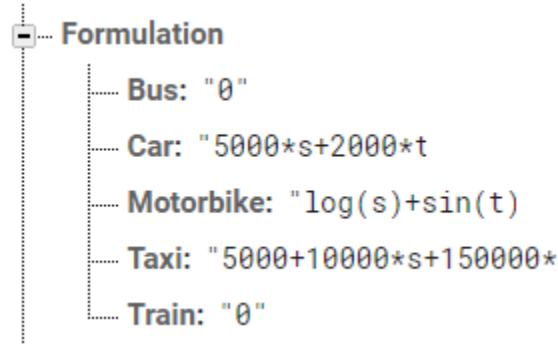 Formulation
Bus: "0"
Car: "5000*s+2000*t
Motorbike: "log(s)+sin(t)
Taxi: "5000+10000*s+150000*
Train: "0"